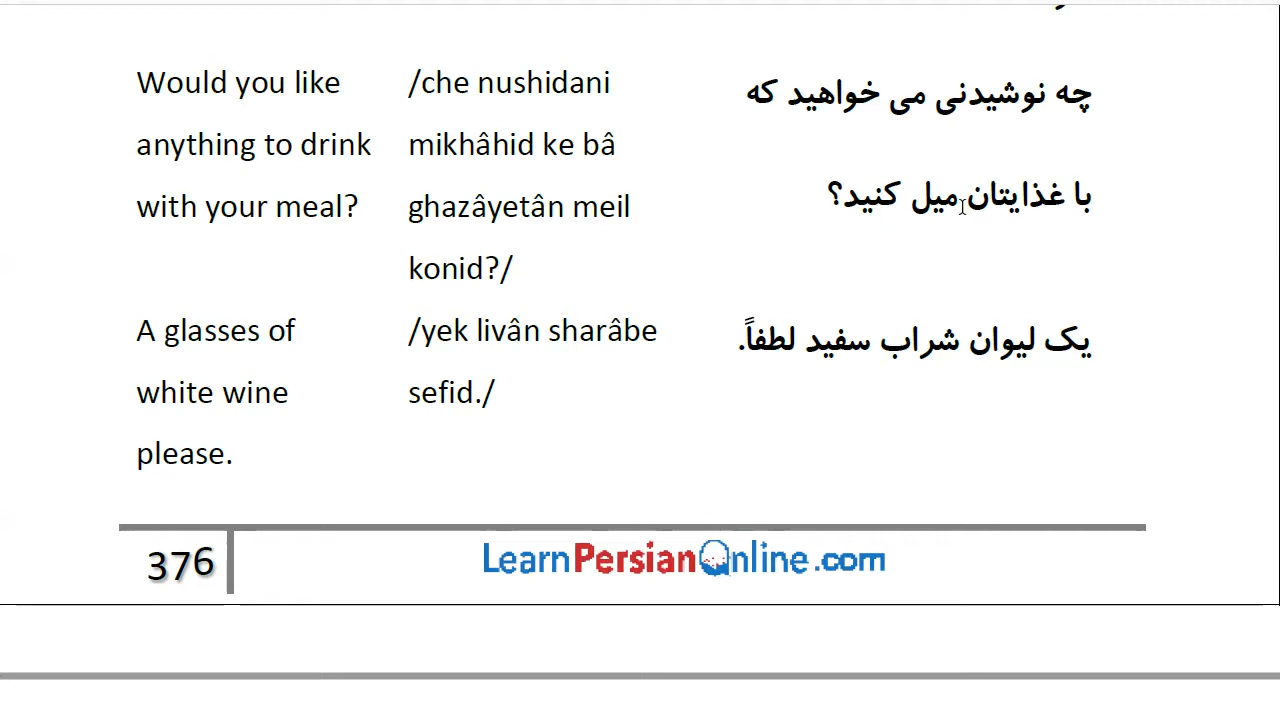 Would you like
anything to drink
with your meal?
/che nushidani
mikhâhid ke bâ
ghazâyetân meil
konid?/
چه نوشیدنی می خواهید که
با غذایتان میل کنید؟
A glasses of
white wine
please.
/yek livân sharâbe
sefid./
یک لیوان شراب سفید لطفاً.
376
LearnPersianOnline.com